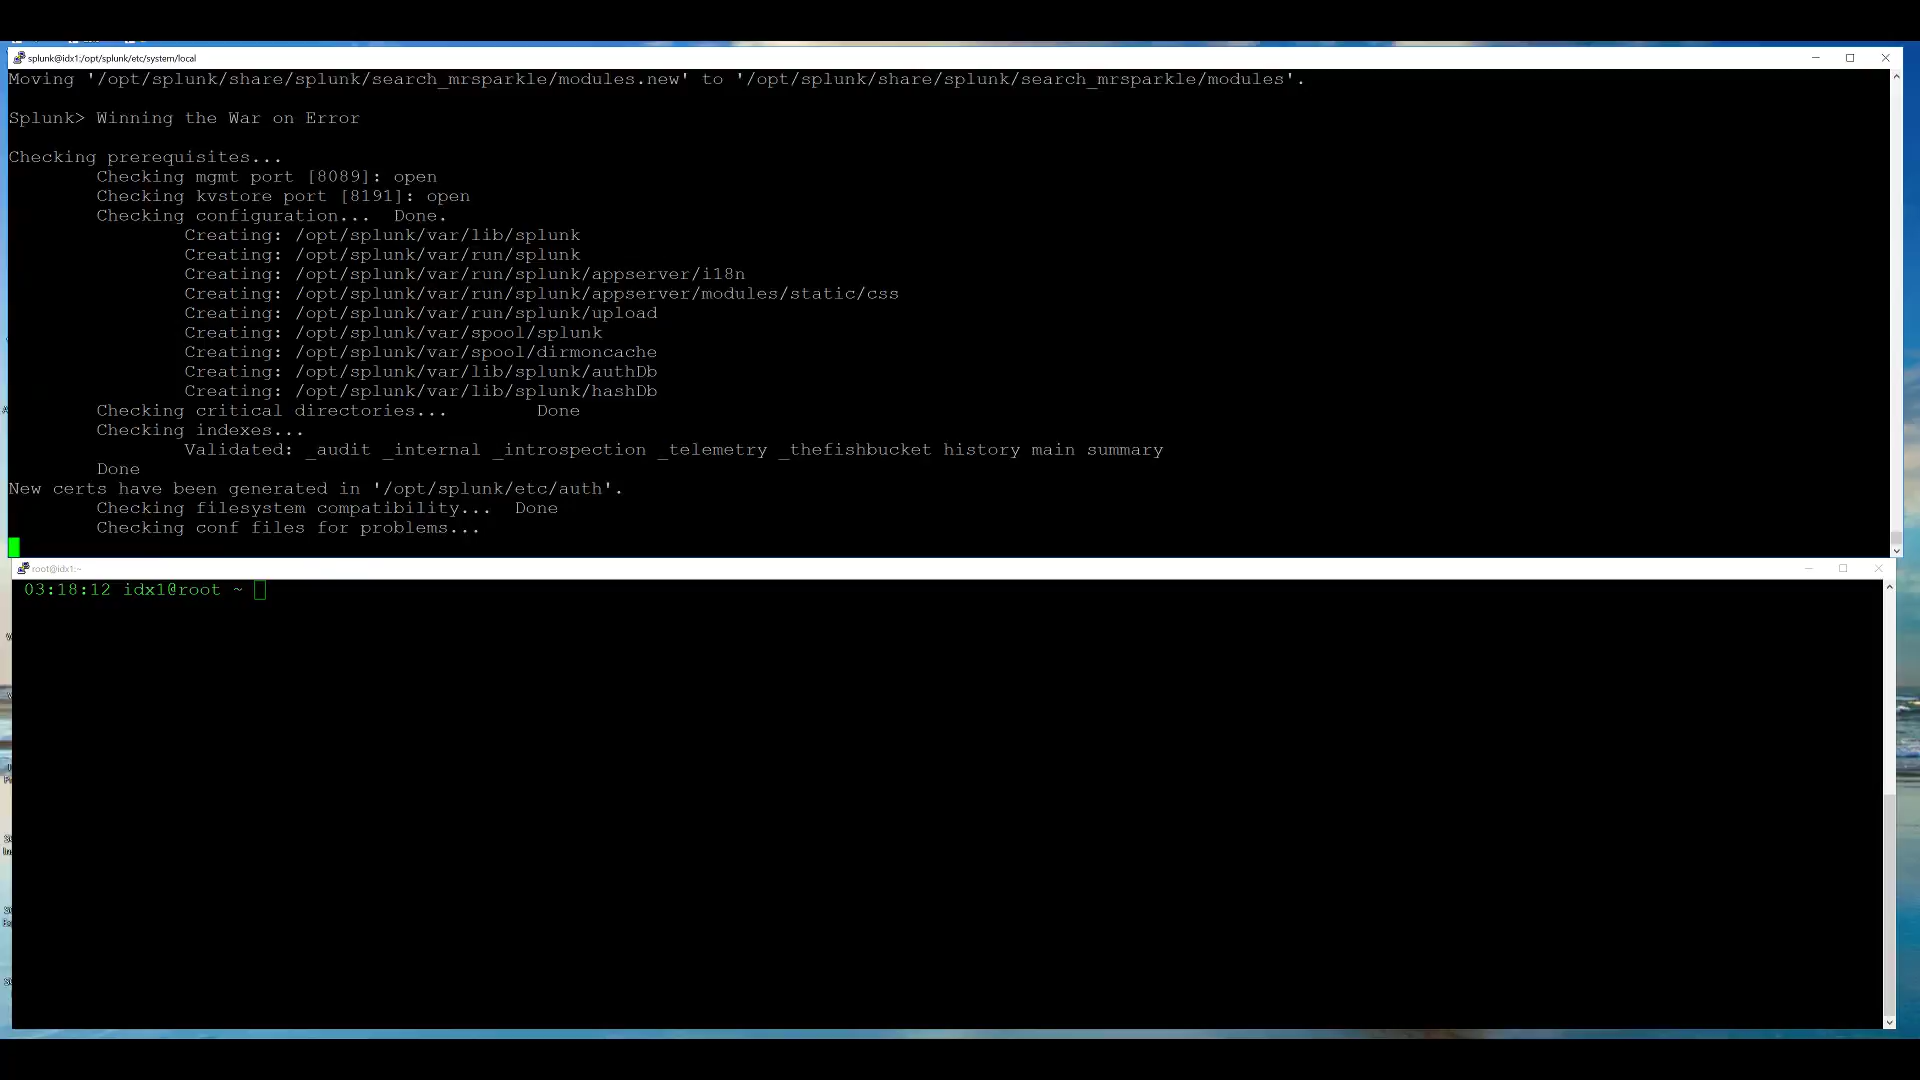 splunk@idx1:/opt/splunk/etc/system/local
Moving '/opt/splunk/share/splunk/search_mrsparkle/modules.new' to '/opt/splunk/share/splunk/search_mrsparkle/modules'.
Splunk> Winning the War on Error
Checking prerequisites...
Checking mgmt port [8089]: open
Checking kvstore port [8191]: open
Checking configuration... Done.
Creating: /opt/splunk/var/lib/splunk
Creating: /opt/splunk/var/run/splunk
Creating: /opt/splunk/var/run/splunk/appserver/i18n
Creating: /opt/splunk/var/run/splunk/appserver/modules/static/css
Creating: /opt/splunk/var/run/splunk/upload
Creating: /opt/splunk/var/spool/splunk
Creating: /opt/splunk/var/spool/dirmoncache
Creating: /opt/splunk/var/lib/splunk/authDb
Creating: /opt/splunk/var/lib/splunk/hashDb
Checking critical directories... Done
Checking indexes...
Validated: _audit _internal _introspection _telemetry _thefishbucket history main summary
Done
New certs have been generated in '/opt/splunk/etc/auth'.
Checking filesystem compatibility... Done
Checking conf files for problems...
root@idx1:~
03:18:12 idx1@root ~